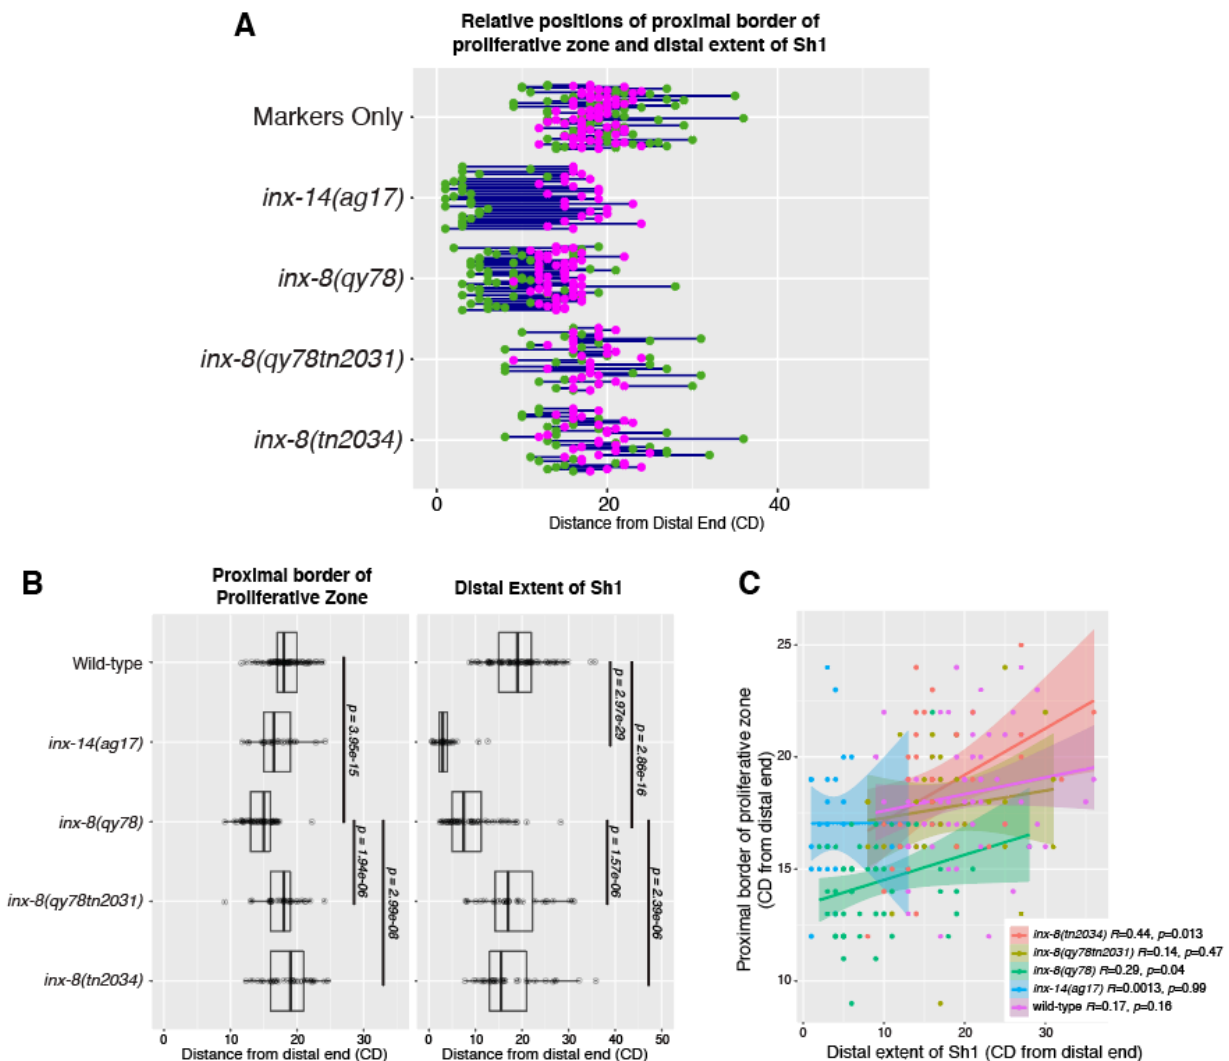 A
Relative positions of proximal border of
proliferative zone and distal extent of Sh1
Markers Only
inx-14(ag17)
inx-8(qy78)
inx-8(qy78tn2031)
inx-8(tn2034)
0 20 40
Distance from Distal End (CD)
B
Proximal border of
Proliferative Zone
Distal Extent of Sh1
Wild-type
inx-14(ag17)
inx-8(qy78)
inx-8(qy78tn2031)
inx-8(tn2034)
p = 3.95e-15
p = 1.94e-06
p = 2.99e-08
p = 2.97e-29
p = 2.86e-16
p = 1.57e-06
p = 2.39e-06
0 10 20 30
Distance from distal end (CD)
0 10 20 30 40 50
Distance from distal end (CD)
C
Proximal border of proliferative zone
(CD from distal end)
25
20
15
10
inx-8(tn2034) R=0.44, p=0.013
inx-8(qy78tn2031) R=0.14, p=0.47
inx-8(qy78) R=0.29, p=0.04
inx-14(ag17) R=0.0013, p=0.99
wild-type R=0.17, p=0.16
0 10 20 30
Distal extent of Sh1 (CD from distal end)